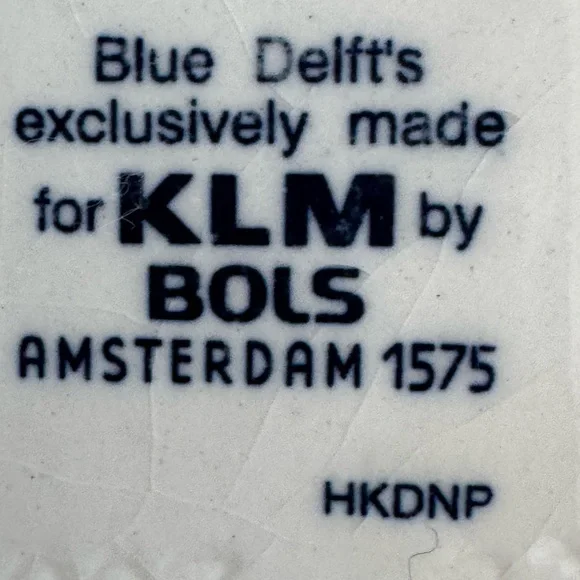 Blue Delft's
exclusively made
for KLM by
BOLS
AMSTERDAM 1575
HKDNP